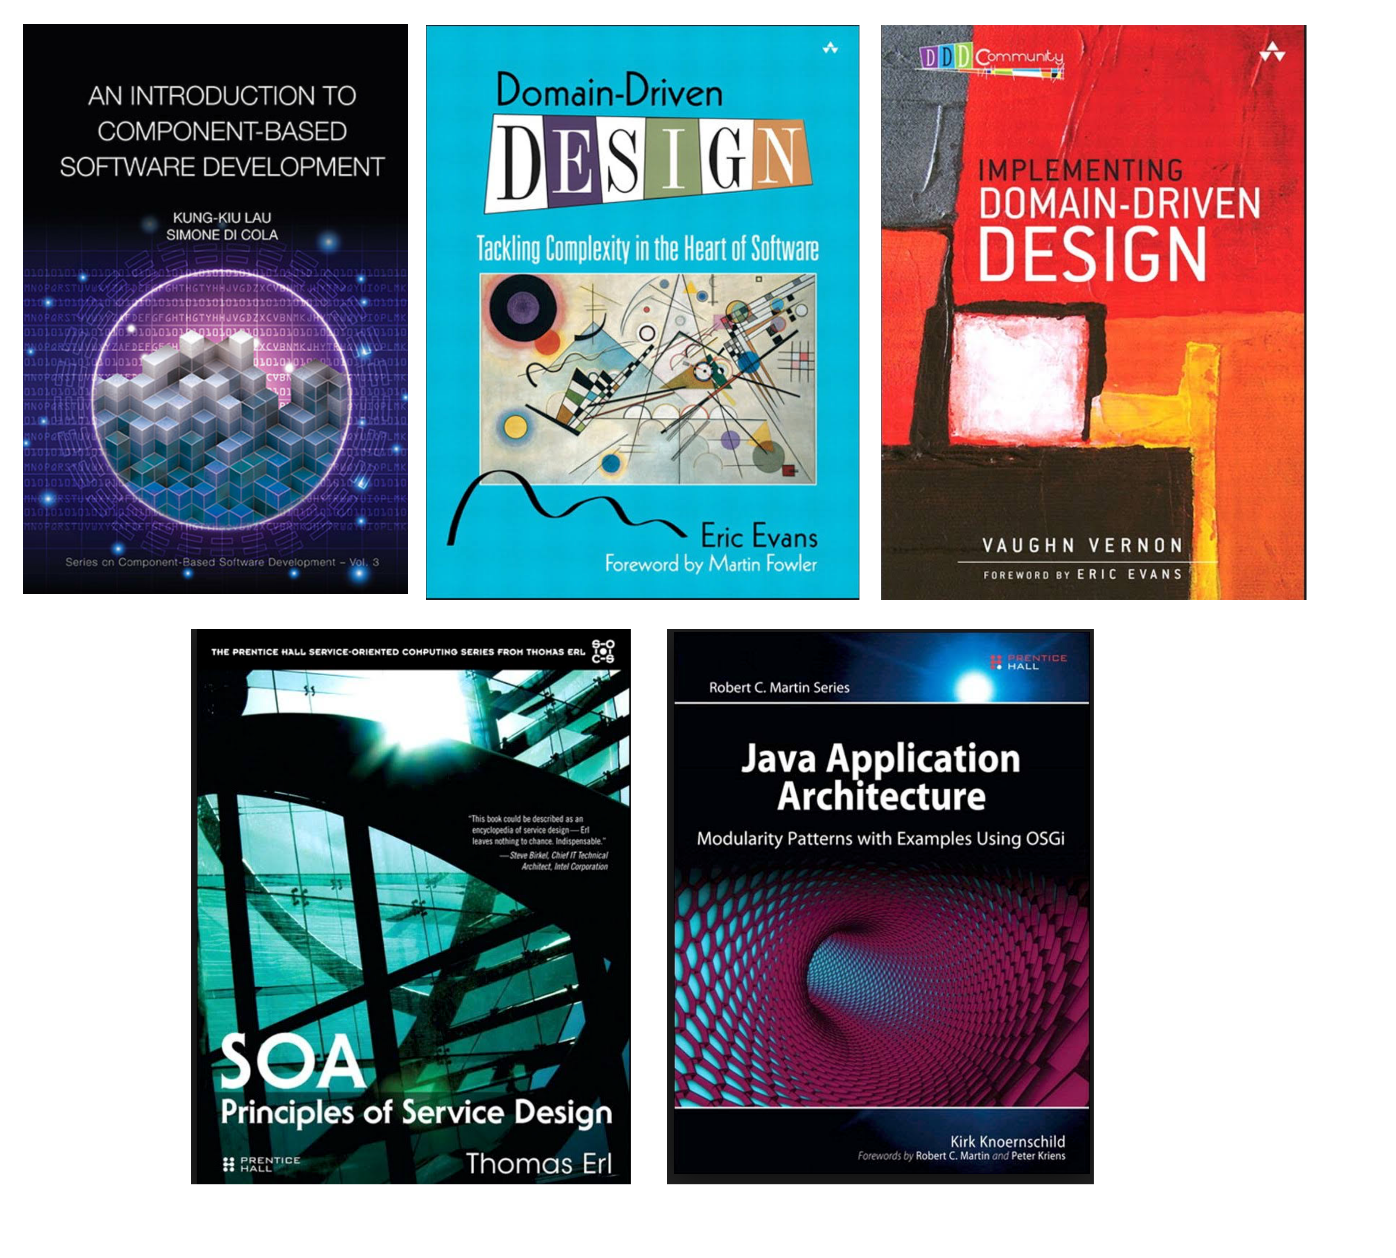 AN INTRODUCTION TO
COMPONENT-BASED
SOFTWARE DEVELOPMENT
KUNG-KIU LAU
SIMONE DI COLA
Series on Component-Based Software Development – Vol. 3
Domain-Driven
DESIGN
Tackling Complexity in the Heart of Software
Eric Evans
Foreword by Martin Fowler
DDD Community
IMPLEMENTING
DOMAIN-DRIVEN
DESIGN
VAUGHN VERNON
FOREWORD BY ERIC EVANS
THE PRENTICE HALL SERVICE-ORIENTED COMPUTING SERIES FROM THOMAS ERL
"This book could be described as an
encyclopedia of service design—Erl
leaves nothing to chance. Indispensable."
—Steve Birkel, Chief IT Technical
Architect, Intel Corporation
SOA
Principles of Service Design
PRENTICE
HALL
Thomas Erl
PRENTICE
HALL
Robert C. Martin Series
Java Application
Architecture
Modularity Patterns with Examples Using OSGi
Kirk Knoernschild
Forewords by Robert C. Martin and Peter Kriens